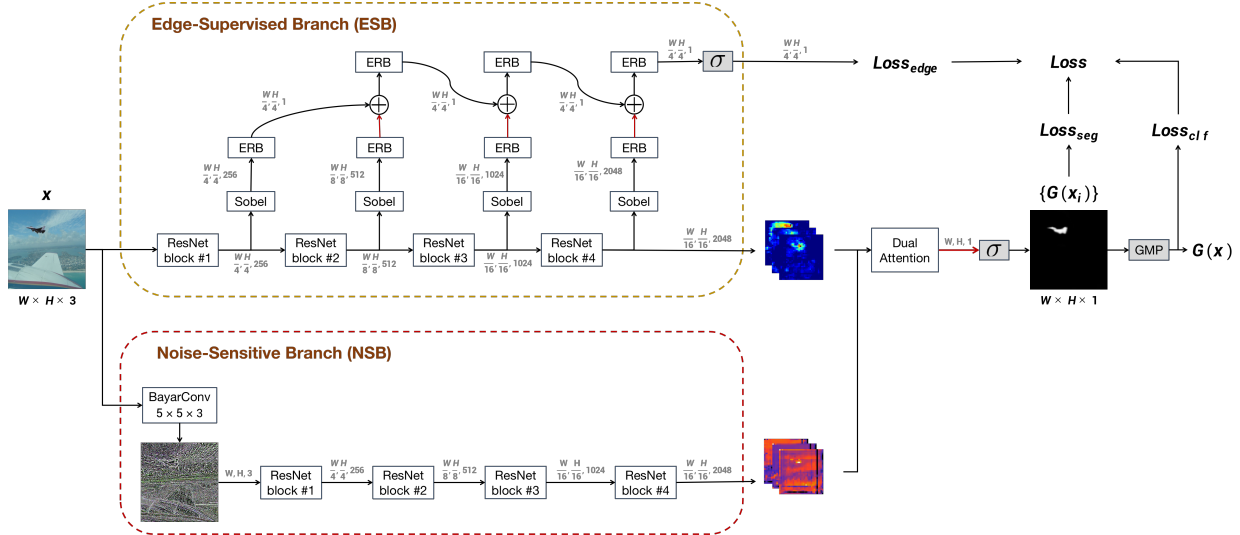 Edge-Supervised Branch (ESB)
ERB
ERB
ERB
W/4, H/4, 1
σ
W/4, H/4, 1
Loss_edge
Loss
W/4, H/4, 1
W/4, H/4, 1
W/4, H/4, 1
ERB
ERB
ERB
ERB
Loss_seg
Loss_clf
W/4, H/4, 256
W/8, H/8, 512
W/16, H/16, 1024
W/16, H/16, 2048
x
Sobel
Sobel
Sobel
Sobel
{G(x_i)}
ResNet
block #1
W/4, H/4, 256
ResNet
block #2
W/8, H/8, 512
ResNet
block #3
W/16, H/16, 1024
ResNet
block #4
W/16, H/16, 2048
Dual
Attention
W, H, 1
σ
GMP
G(x)
W × H × 3
W × H × 1
Noise-Sensitive Branch (NSB)
BayarConv
5 × 5 × 3
W, H, 3
ResNet
block #1
W/4, H/4, 256
ResNet
block #2
W/8, H/8, 512
ResNet
block #3
W/16, H/16, 1024
ResNet
block #4
W/16, H/16, 2048